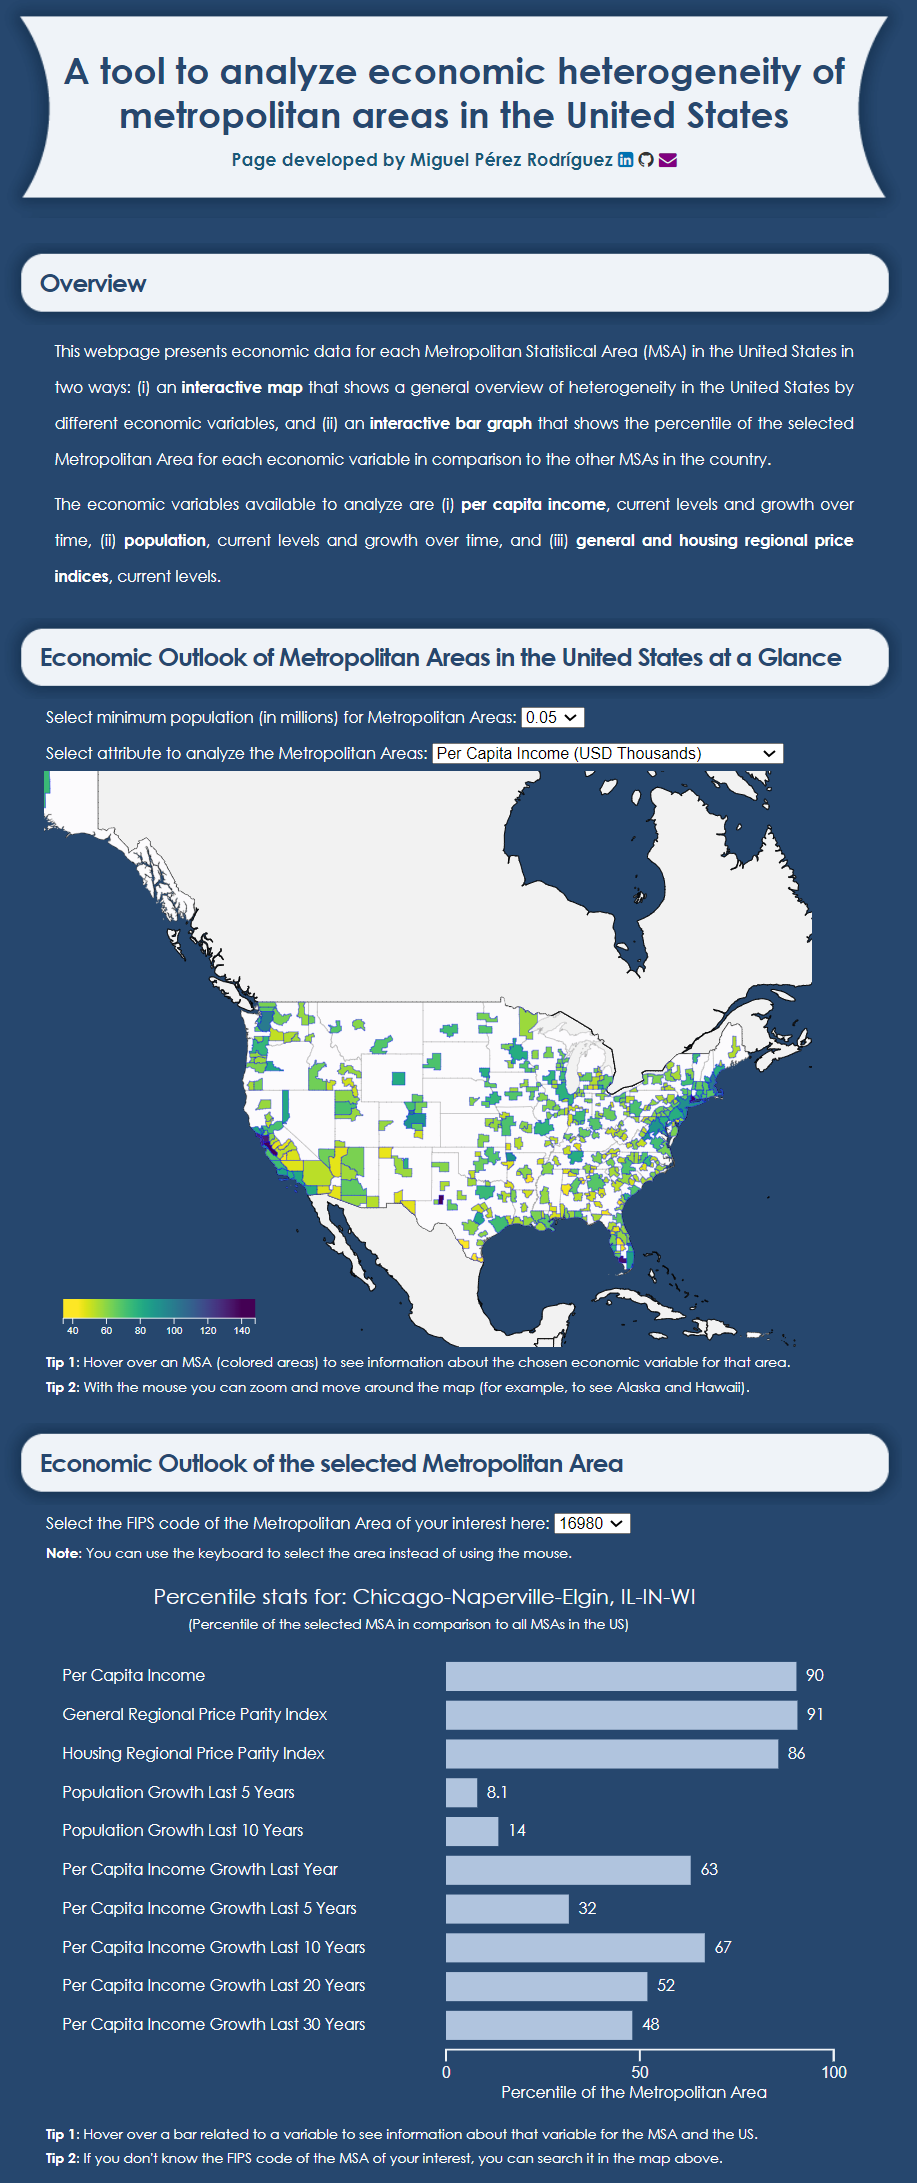 A tool to analyze economic heterogeneity of
metropolitan areas in the United States
Page developed by Miguel Pérez Rodríguez
Overview
This webpage presents economic data for each Metropolitan Statistical Area (MSA) in the United States in
two ways: (i) an interactive map that shows a general overview of heterogeneity in the United States by
different economic variables, and (ii) an interactive bar graph that shows the percentile of the selected
Metropolitan Area for each economic variable in comparison to the other MSAs in the country.
The economic variables available to analyze are (i) per capita income, current levels and growth over
time, (ii) population, current levels and growth over time, and (iii) general and housing regional price
indices, current levels.
Economic Outlook of Metropolitan Areas in the United States at a Glance
Select minimum population (in millions) for Metropolitan Areas: 0.05
Select attribute to analyze the Metropolitan Areas: Per Capita Income (USD Thousands)
40 60 80 100 120 140
Tip 1: Hover over an MSA (colored areas) to see information about the chosen economic variable for that area.
Tip 2: With the mouse you can zoom and move around the map (for example, to see Alaska and Hawaii).
Economic Outlook of the selected Metropolitan Area
Select the FIPS code of the Metropolitan Area of your interest here: 16980
Note: You can use the keyboard to select the area instead of using the mouse.
Percentile stats for: Chicago-Naperville-Elgin, IL-IN-WI
(Percentile of the selected MSA in comparison to all MSAs in the US)
Per Capita Income 90
General Regional Price Parity Index 91
Housing Regional Price Parity Index 86
Population Growth Last 5 Years 8.1
Population Growth Last 10 Years 14
Per Capita Income Growth Last Year 63
Per Capita Income Growth Last 5 Years 32
Per Capita Income Growth Last 10 Years 67
Per Capita Income Growth Last 20 Years 52
Per Capita Income Growth Last 30 Years 48
0 50 100
Percentile of the Metropolitan Area
Tip 1: Hover over a bar related to a variable to see information about that variable for the MSA and the US.
Tip 2: If you don't know the FIPS code of the MSA of your interest, you can search it in the map above.